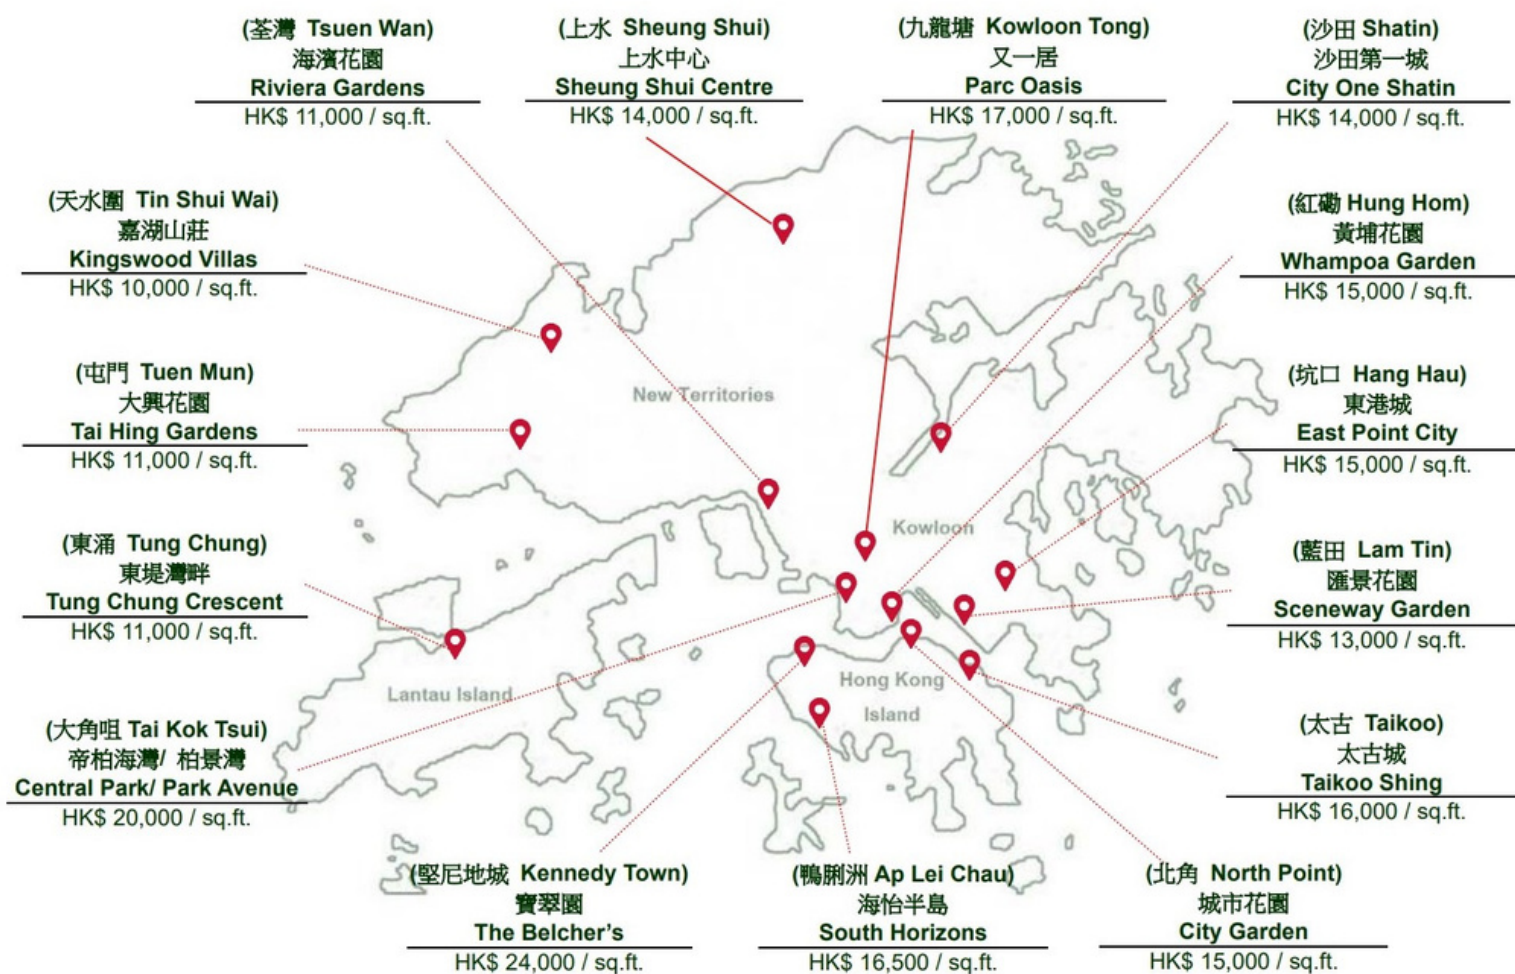 (荃灣 Tsuen Wan)
海濱花園
Riviera Gardens
HK$ 11,000 / sq.ft.
(上水 Sheung Shui)
上水中心
Sheung Shui Centre
HK$ 14,000 / sq.ft.
(九龍塘 Kowloon Tong)
又一居
Parc Oasis
HK$ 17,000 / sq.ft.
(沙田 Shatin)
沙田第一城
City One Shatin
HK$ 14,000 / sq.ft.
(天水圍 Tin Shui Wai)
嘉湖山莊
Kingswood Villas
HK$ 10,000 / sq.ft.
(紅磡 Hung Hom)
黃埔花園
Whampoa Garden
HK$ 15,000 / sq.ft.
(屯門 Tuen Mun)
大興花園
Tai Hing Gardens
HK$ 11,000 / sq.ft.
New Territories
(坑口 Hang Hau)
東港城
East Point City
HK$ 15,000 / sq.ft.
Kowloon
(東涌 Tung Chung)
東堤灣畔
Tung Chung Crescent
HK$ 11,000 / sq.ft.
(藍田 Lam Tin)
匯景花園
Sceneway Garden
HK$ 13,000 / sq.ft.
Lantau Island
Hong Kong
Island
(大角咀 Tai Kok Tsui)
帝柏海灣/ 柏景灣
Central Park/ Park Avenue
HK$ 20,000 / sq.ft.
(太古 Taikoo)
太古城
Taikoo Shing
HK$ 16,000 / sq.ft.
(堅尼地城 Kennedy Town)
寶翠園
The Belcher's
HK$ 24,000 / sq.ft.
(鴨脷洲 Ap Lei Chau)
海怡半島
South Horizons
HK$ 16,500 / sq.ft.
(北角 North Point)
城市花園
City Garden
HK$ 15,000 / sq.ft.